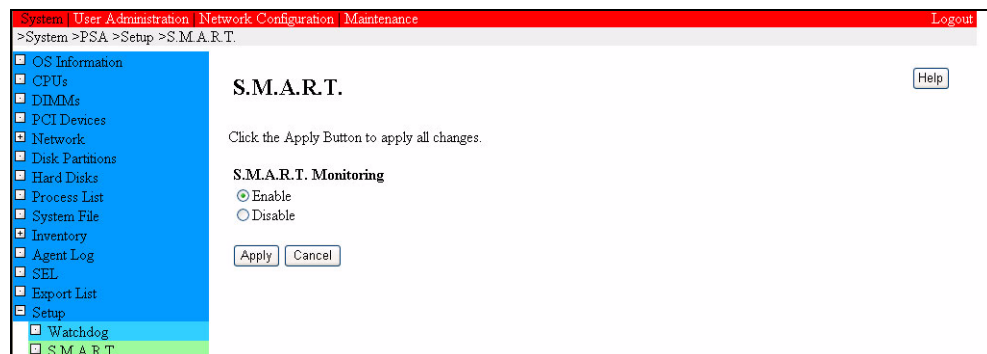 System | User Administration | Network Configuration | Maintenance Logout
>System >PSA >Setup >S.M.A.R.T.
OS Information
CPUs
DIMMs
PCI Devices
Network
Disk Partitions
Hard Disks
Process List
System File
Inventory
Agent Log
SEL
Export List
Setup
Watchdog
S.M.A.R.T.
S.M.A.R.T.
Help
Click the Apply Button to apply all changes.
S.M.A.R.T. Monitoring
Enable
Disable
Apply Cancel